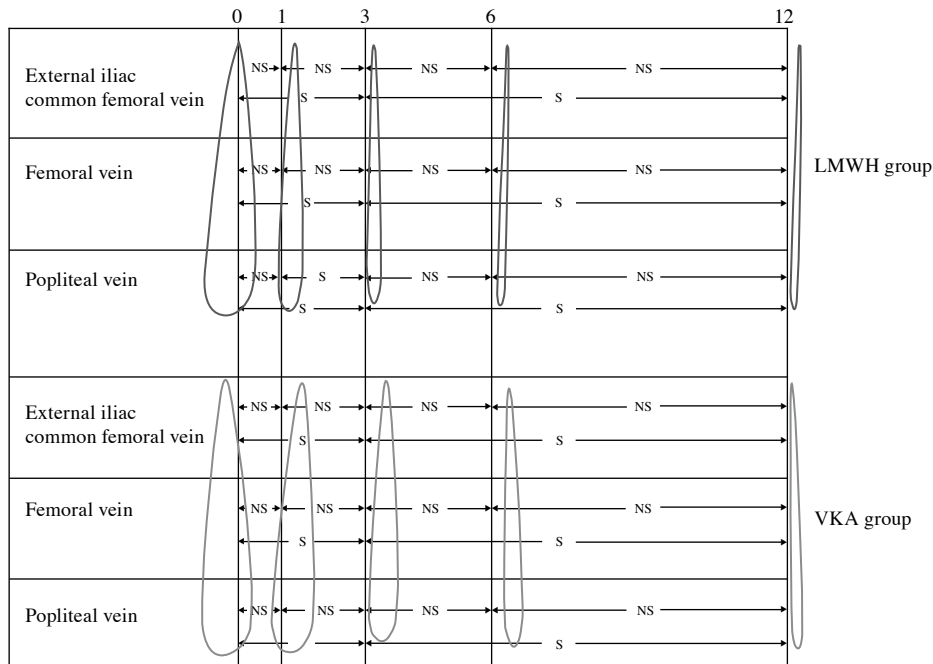 0 1 3 6 12
NS NS NS NS
External iliac
common femoral vein
S S
LMWH group
Femoral vein NS NS NS NS
S S
Popliteal vein NS S NS NS
S S
External iliac NS NS NS NS
common femoral vein
S S
Femoral vein NS NS NS NS
VKA group
S S
Popliteal vein NS NS NS NS
S